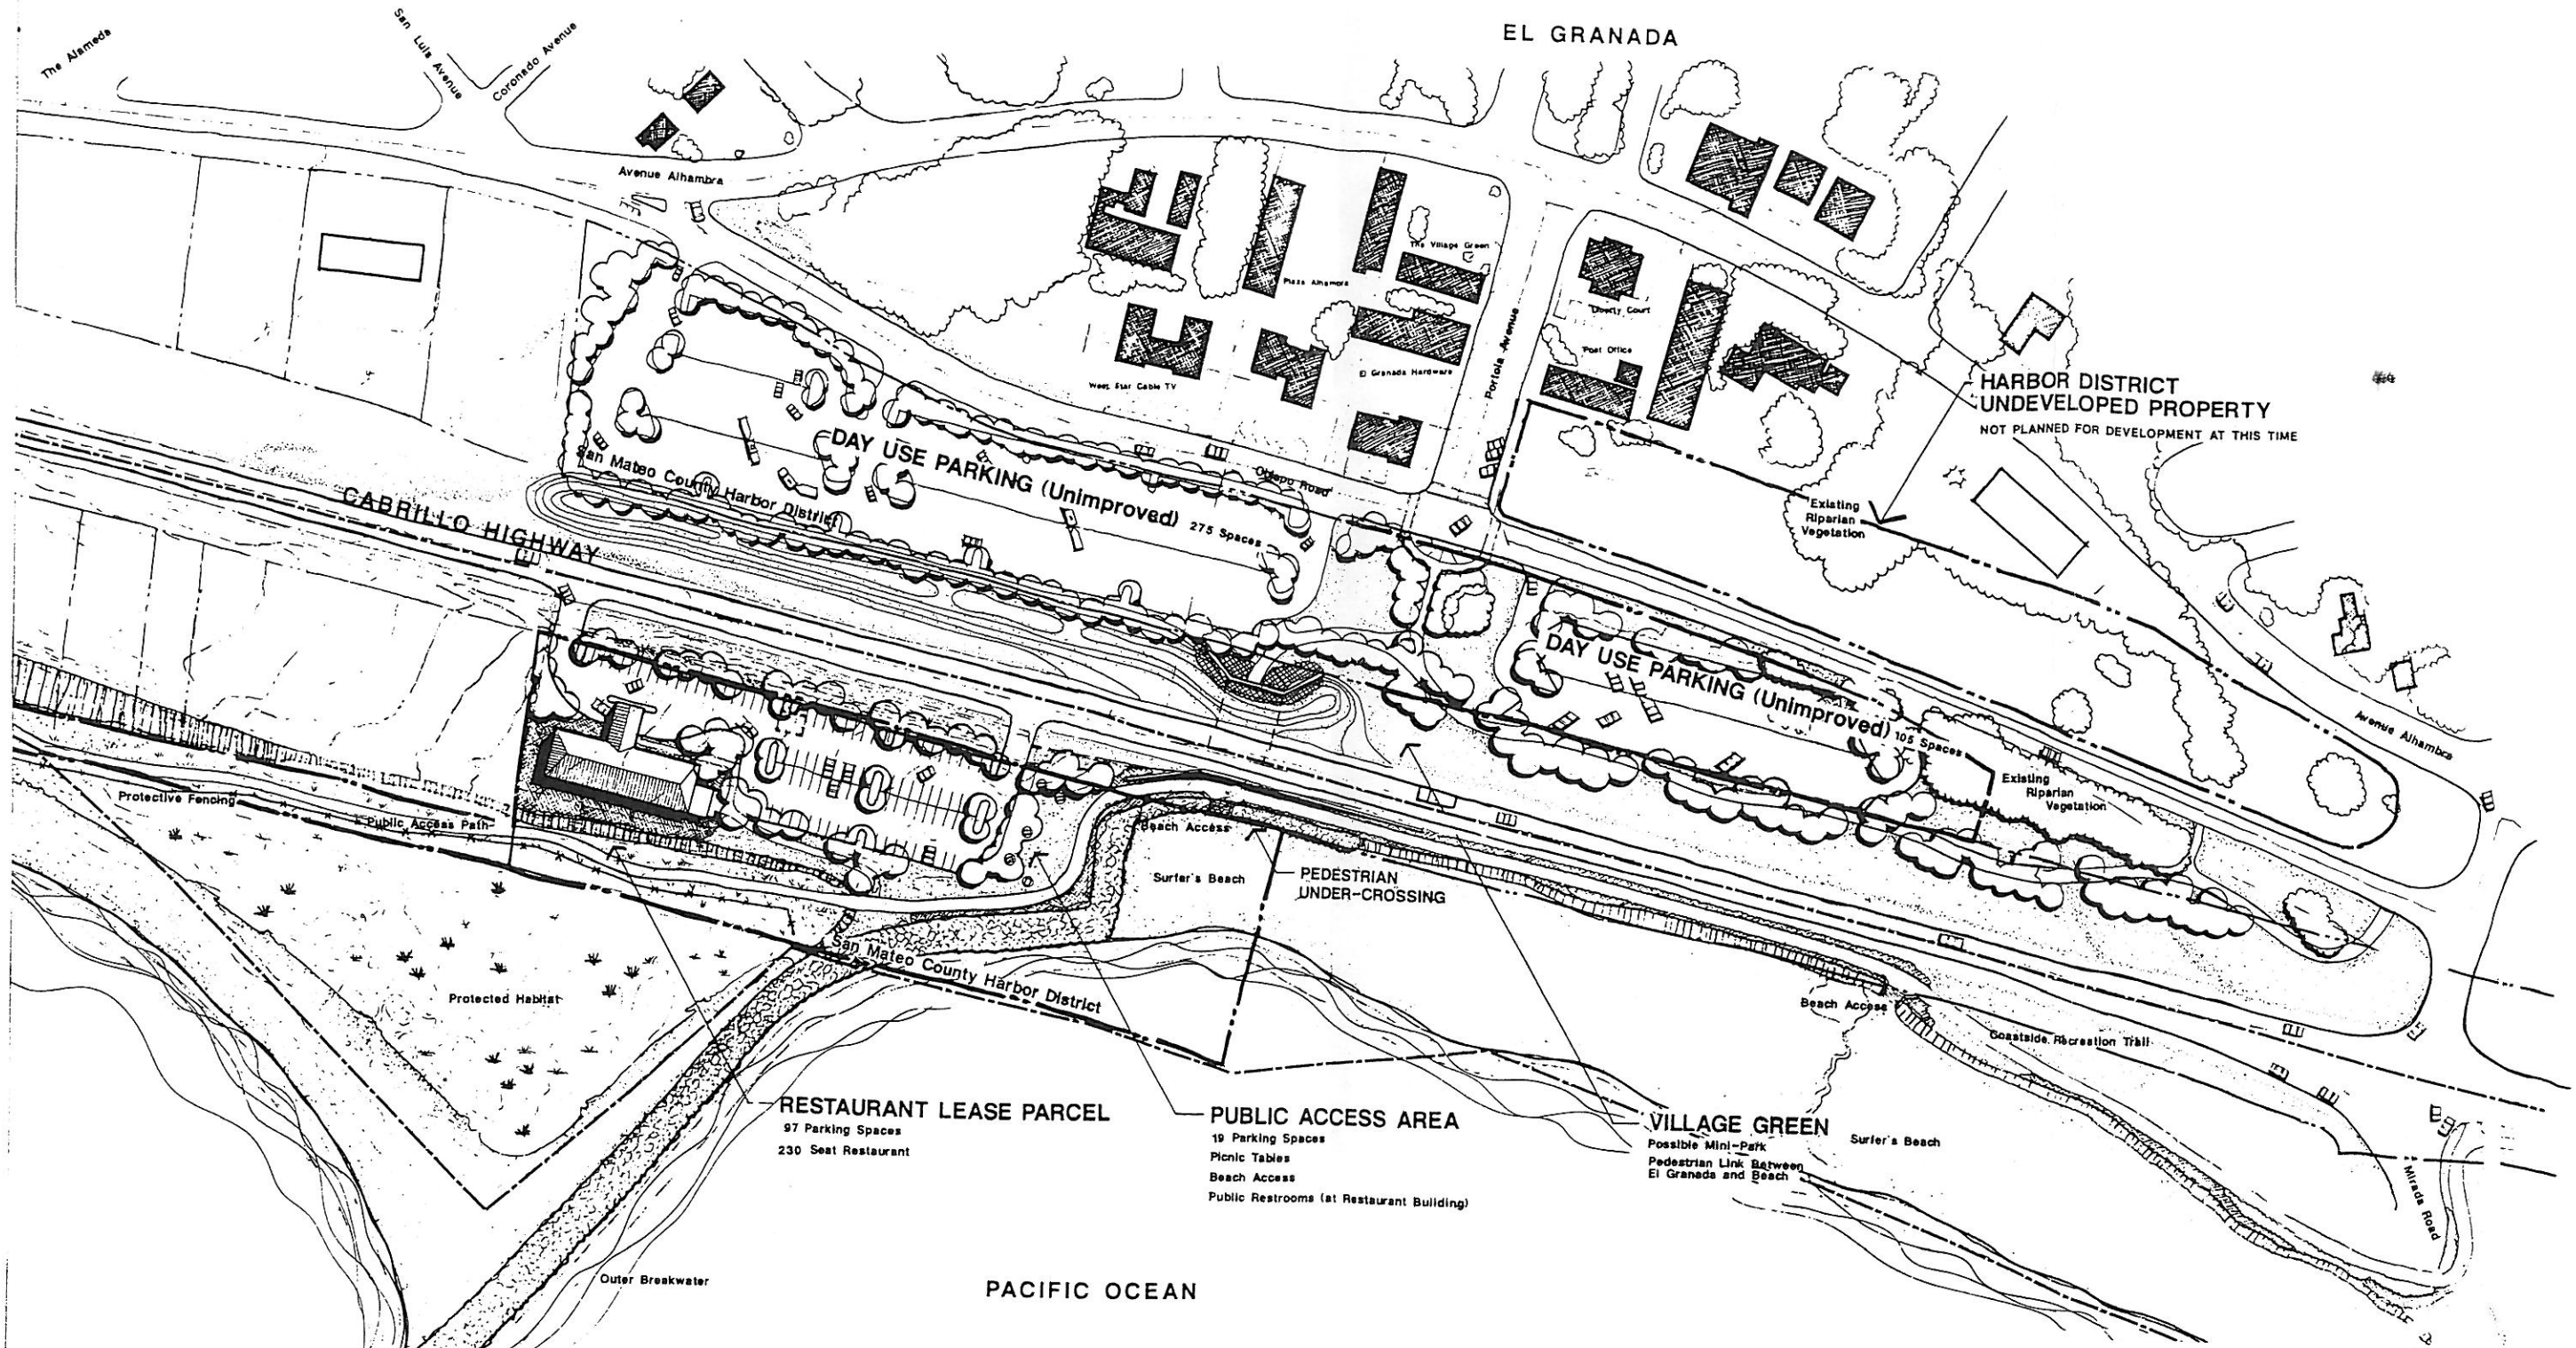 EL GRANADA
The Alameda
San Luis Avenue
Coronado Avenue
Avenue Alhambra
The Village Green
Plaza Alhambra
Liberty Court
Post Office
El Granada Hardware
West Star Cable TV
Portola Avenue
HARBOR DISTRICT
UNDEVELOPED PROPERTY
NOT PLANNED FOR DEVELOPMENT AT THIS TIME
DAY USE PARKING (Unimproved) 275 Spaces
San Mateo County Harbor District
Obispo Road
CABRILLO HIGHWAY
Existing
Riparian
Vegetation
DAY USE PARKING (Unimproved) 105 Spaces
Existing
Riparian
Vegetation
Avenue Alhambra
Protective Fencing
Public Access Path
Beach Access
Surfer's Beach
PEDESTRIAN
UNDER-CROSSING
San Mateo County Harbor District
Protected Habitat
Beach Access
Coastside Recreation Trail
RESTAURANT LEASE PARCEL
97 Parking Spaces
230 Seat Restaurant
PUBLIC ACCESS AREA
19 Parking Spaces
Picnic Tables
Beach Access
Public Restrooms (at Restaurant Building)
VILLAGE GREEN
Possible Mini-Park
Pedestrian Link Between
El Granada and Beach
Surfer's Beach
Mirada Road
Outer Breakwater
PACIFIC OCEAN